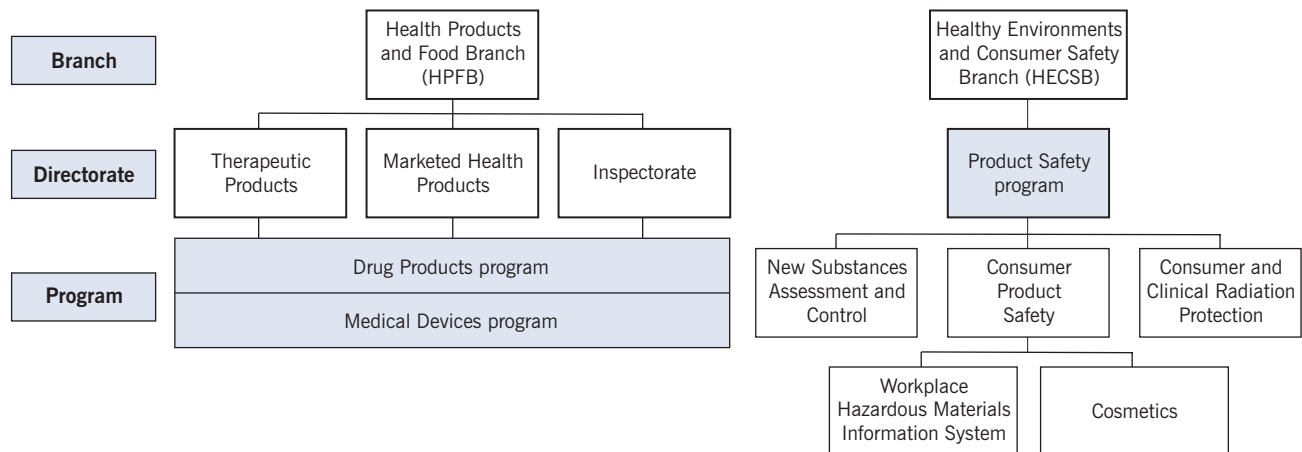 Branch
Health Products
and Food Branch
(HPFB)
Healthy Environments
and Consumer Safety
Branch (HECSB)
Directorate
Therapeutic
Products
Marketed Health
Products
Inspectorate
Product Safety
program
Program
Drug Products program
Medical Devices program
New Substances
Assessment and
Control
Consumer
Product
Safety
Consumer and
Clinical Radiation
Protection
Workplace
Hazardous Materials
Information System
Cosmetics